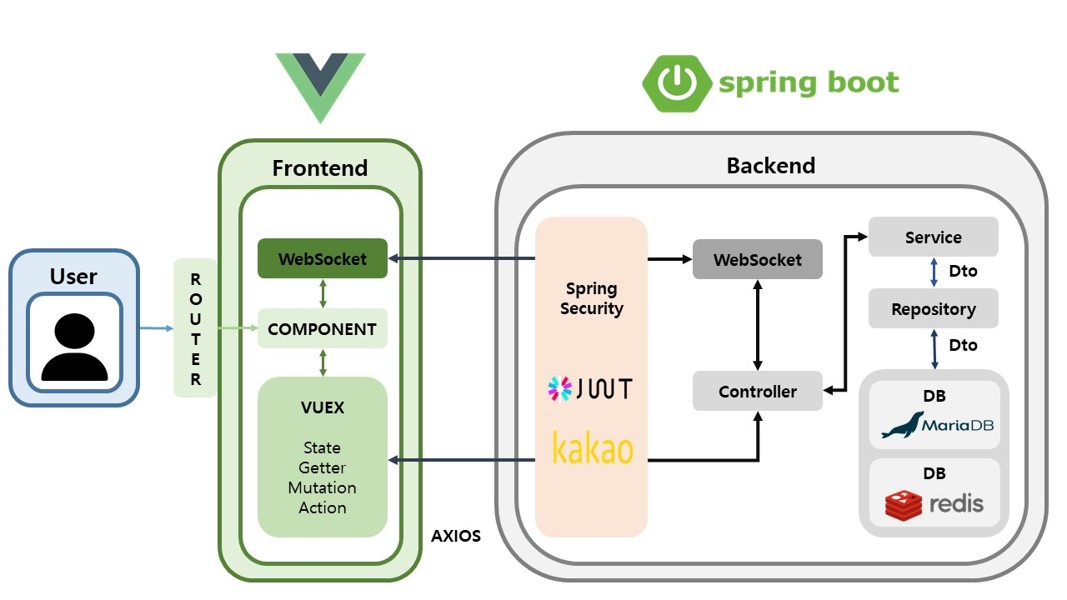 spring boot
Frontend
Backend
User
ROUTER
WebSocket
COMPONENT
VUEX
State
Getter
Mutation
Action
AXIOS
Spring
Security
JWT
kakao
WebSocket
Controller
Service
Dto
Repository
Dto
DB
MariaDB
DB
redis